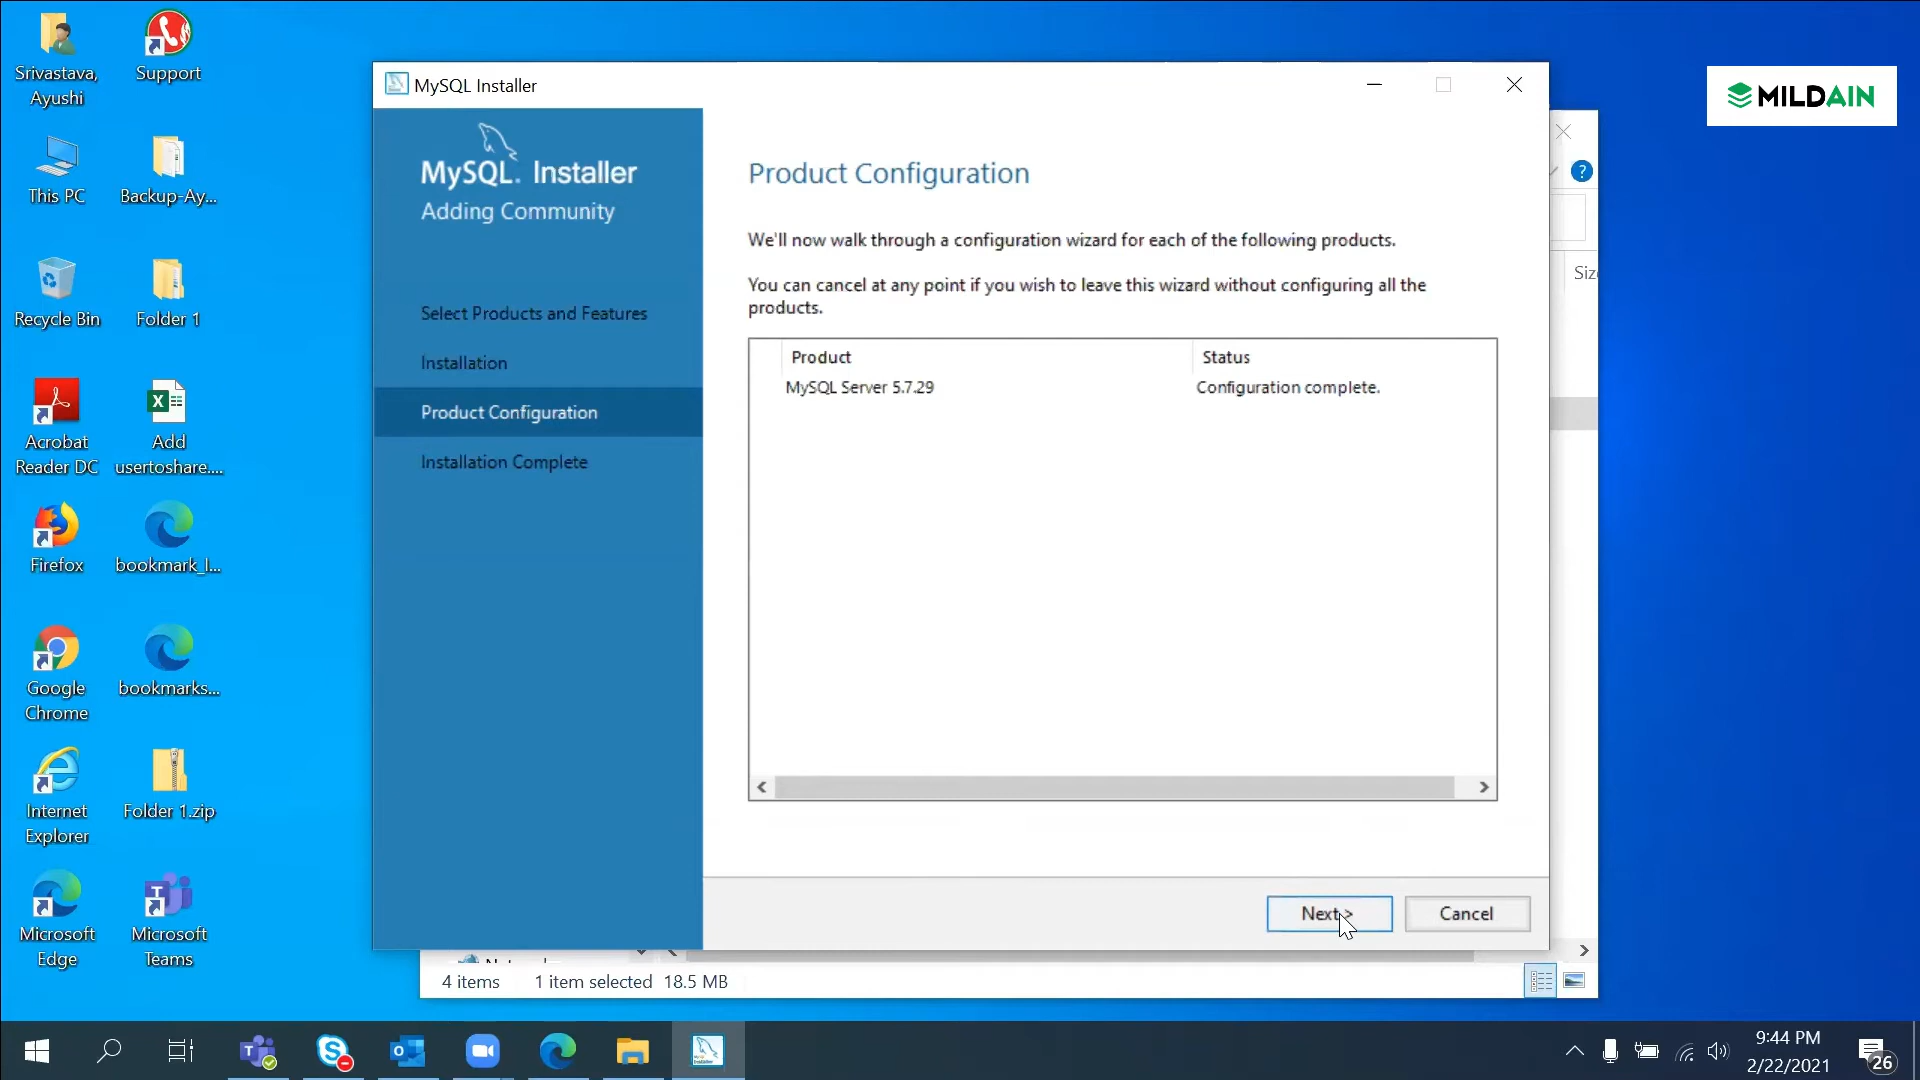 Srivastava,
Ayushi
Support
This PC
Backup-Ay...
Recycle Bin
Folder 1
Acrobat
Reader DC
Add
usertoshare....
Firefox
bookmark_l...
Google
Chrome
bookmarks...
Internet
Explorer
Folder 1.zip
Microsoft
Edge
Microsoft
Teams
MySQL Installer
MySQL. Installer
Adding Community
Select Products and Features
Installation
Product Configuration
Installation Complete
Product Configuration
We'll now walk through a configuration wizard for each of the following products.
You can cancel at any point if you wish to leave this wizard without configuring all the
products.
Product Status
MySQL Server 5.7.29 Configuration complete.
Next >
Cancel
MILDAIN
4 items 1 item selected 18.5 MB
9:44 PM
2/22/2021
26